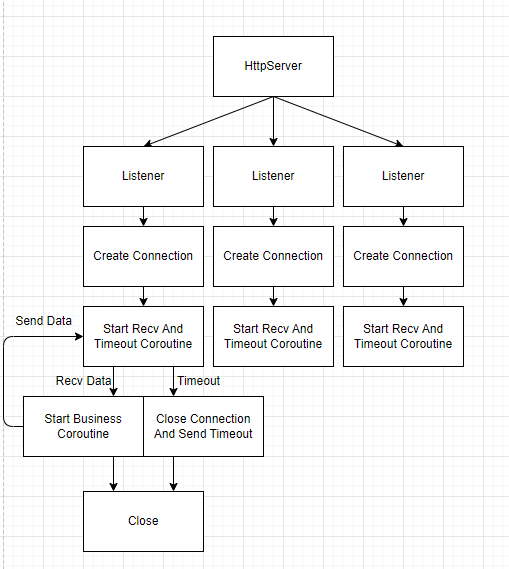 HttpServer
Listener
Listener
Listener
Create Connection
Create Connection
Create Connection
Send Data
Start Recv And
Timeout Coroutine
Start Recv And
Timeout Coroutine
Start Recv And
Timeout Coroutine
Recv Data
Timeout
Start Business
Coroutine
Close Connection
And Send Timeout
Close